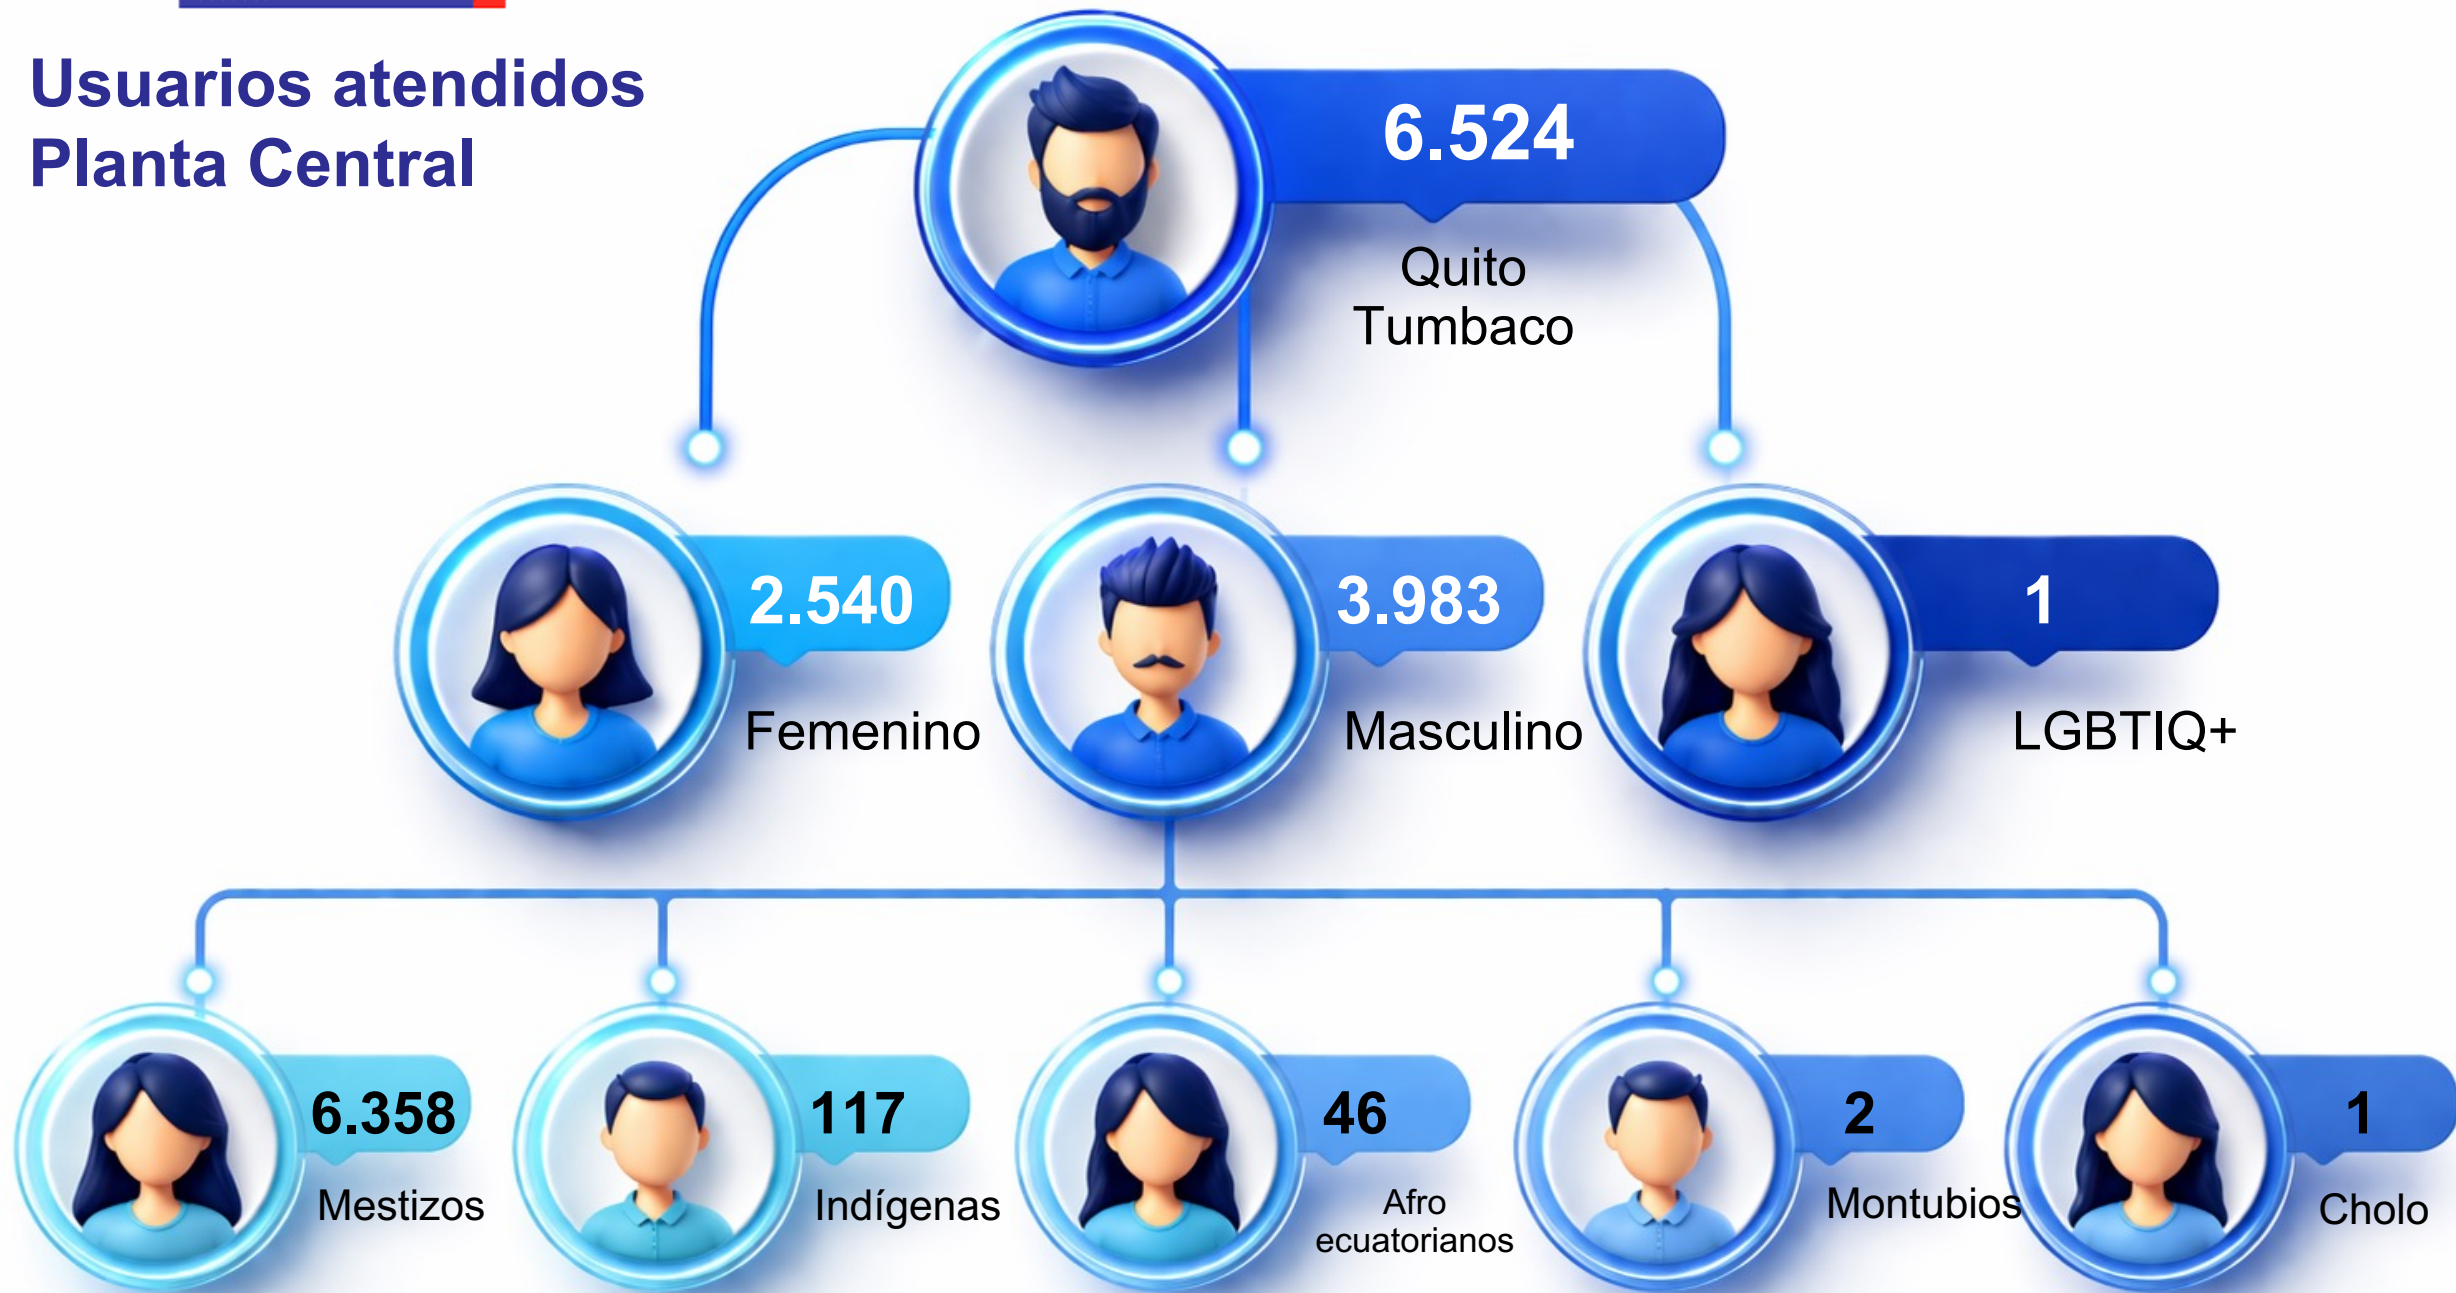 Usuarios atendidos
Planta Central
6.524
Quito
Tumbaco
2.540
Femenino
3.983
Masculino
1
LGBTIQ+
6.358
Mestizos
117
Indígenas
46
Afro
ecuatorianos
2
Montubios
1
Cholo